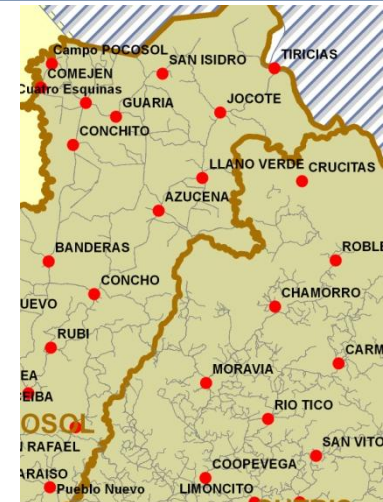 Campo POCOSOL
SAN ISIDRO
TIRICIAS
COMEJEN
Cuatro Esquinas
GUARIA
JOCOTE
CONCHITO
LLANO VERDE
CRUCITAS
AZUCENA
BANDERAS
ROBLE
CONCHO
CHAMORRO
UEVO
RUBI
CARM
EA
MORAVIA
EIBA
RIO TICO
OSOL
RAFAEL
SAN VITO
COOPEVEGA
ARAISO
Pueblo Nuevo
LIMONCITO